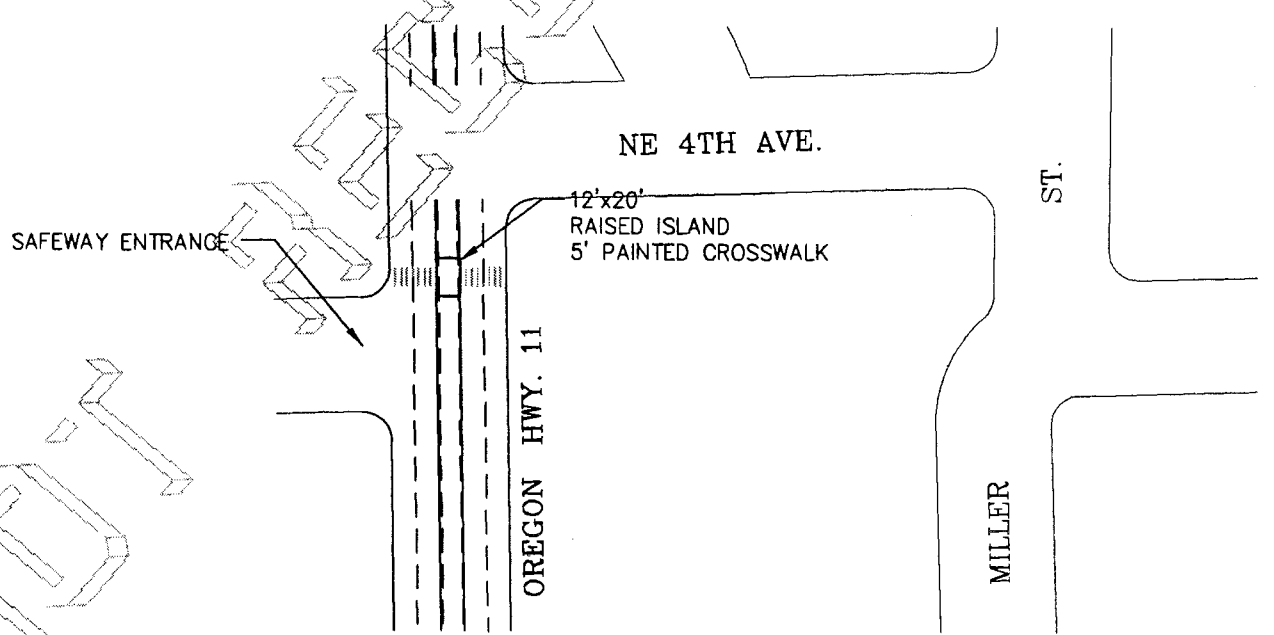 NE 4TH AVE.
ST.
12'x20'
RAISED ISLAND
5' PAINTED CROSSWALK
SAFEWAY ENTRANCE
OREGON HWY. 11
MILLER